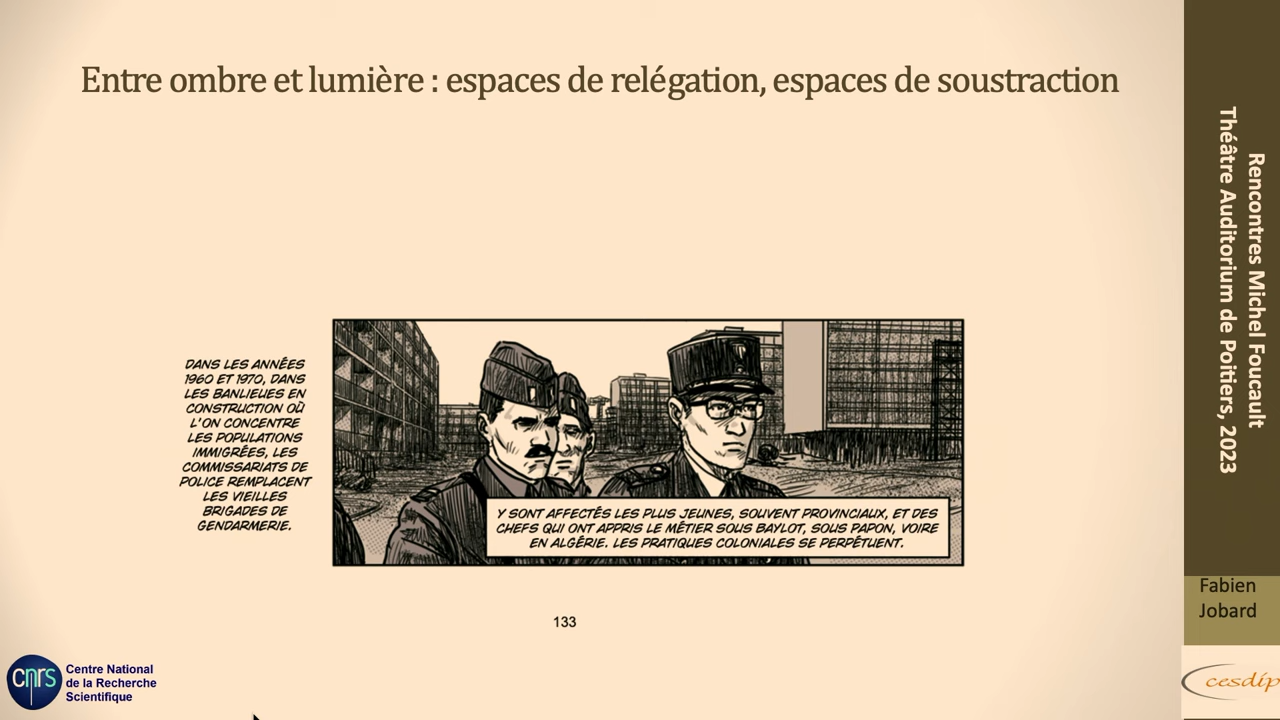 Entre ombre et lumière : espaces de relégation, espaces de soustraction
DANS LES ANNÉES
1960 ET 1970, DANS
LES BANLIEUES EN
CONSTRUCTION OÙ
L'ON CONCENTRE
LES POPULATIONS
IMMIGRÉES, LES
COMMISSARIATS DE
POLICE REMPLACENT
LES VIEILLES
BRIGADES DE
GENDARMERIE.
Y SONT AFFECTÉS LES PLUS JEUNES, SOUVENT PROVINCIAUX, ET DES
CHEFS QUI ONT APPRIS LE MÉTIER SOUS BAYLOT, SOUS PAPON, VOIRE
EN ALGÉRIE. LES PRATIQUES COLONIALES SE PERPÉTUENT.
133
Rencontres Michel Foucault
Théâtre Auditorium de Poitiers, 2023
Fabien
Jobard
cnrs
Centre National
de la Recherche
Scientifique
cesdip